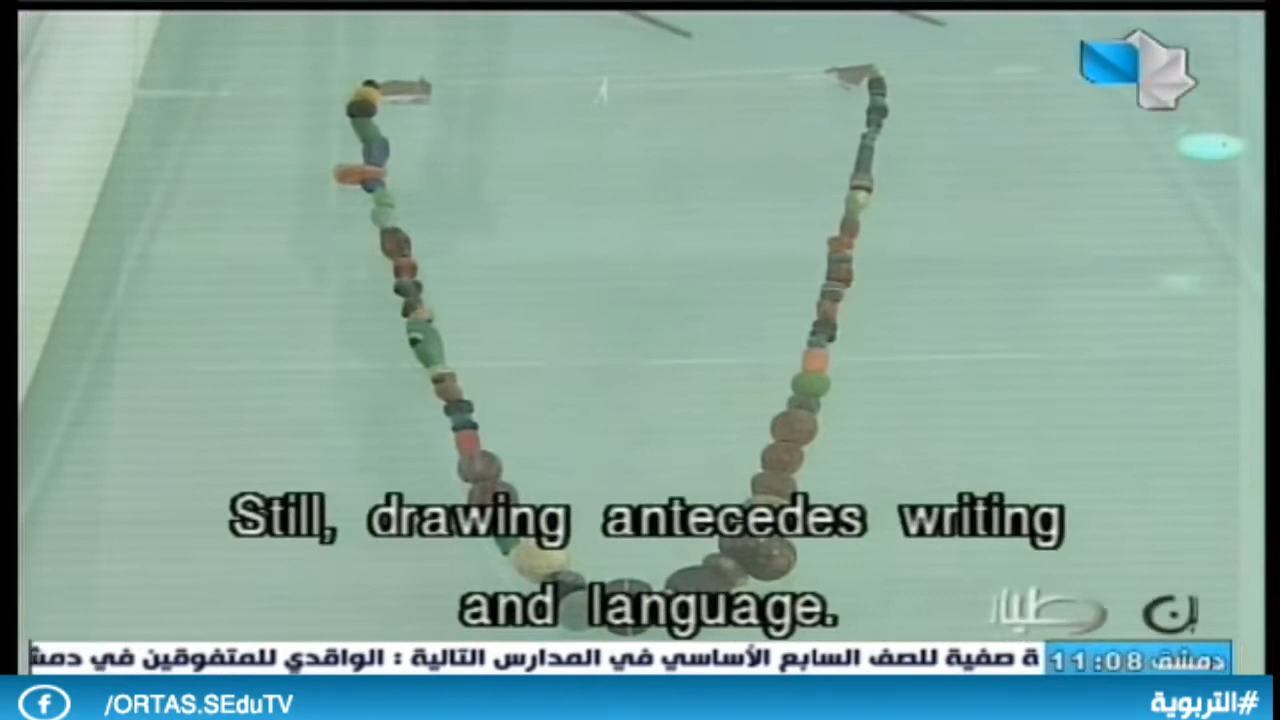 Still, drawing antecedes writing
and language.
ة صفية للصف السابع الأساسي في المدارس التالية : الواقدي للمتفوقين في دمش
دمشق 11:08
/ORTAS.SEduTV
#التربوية